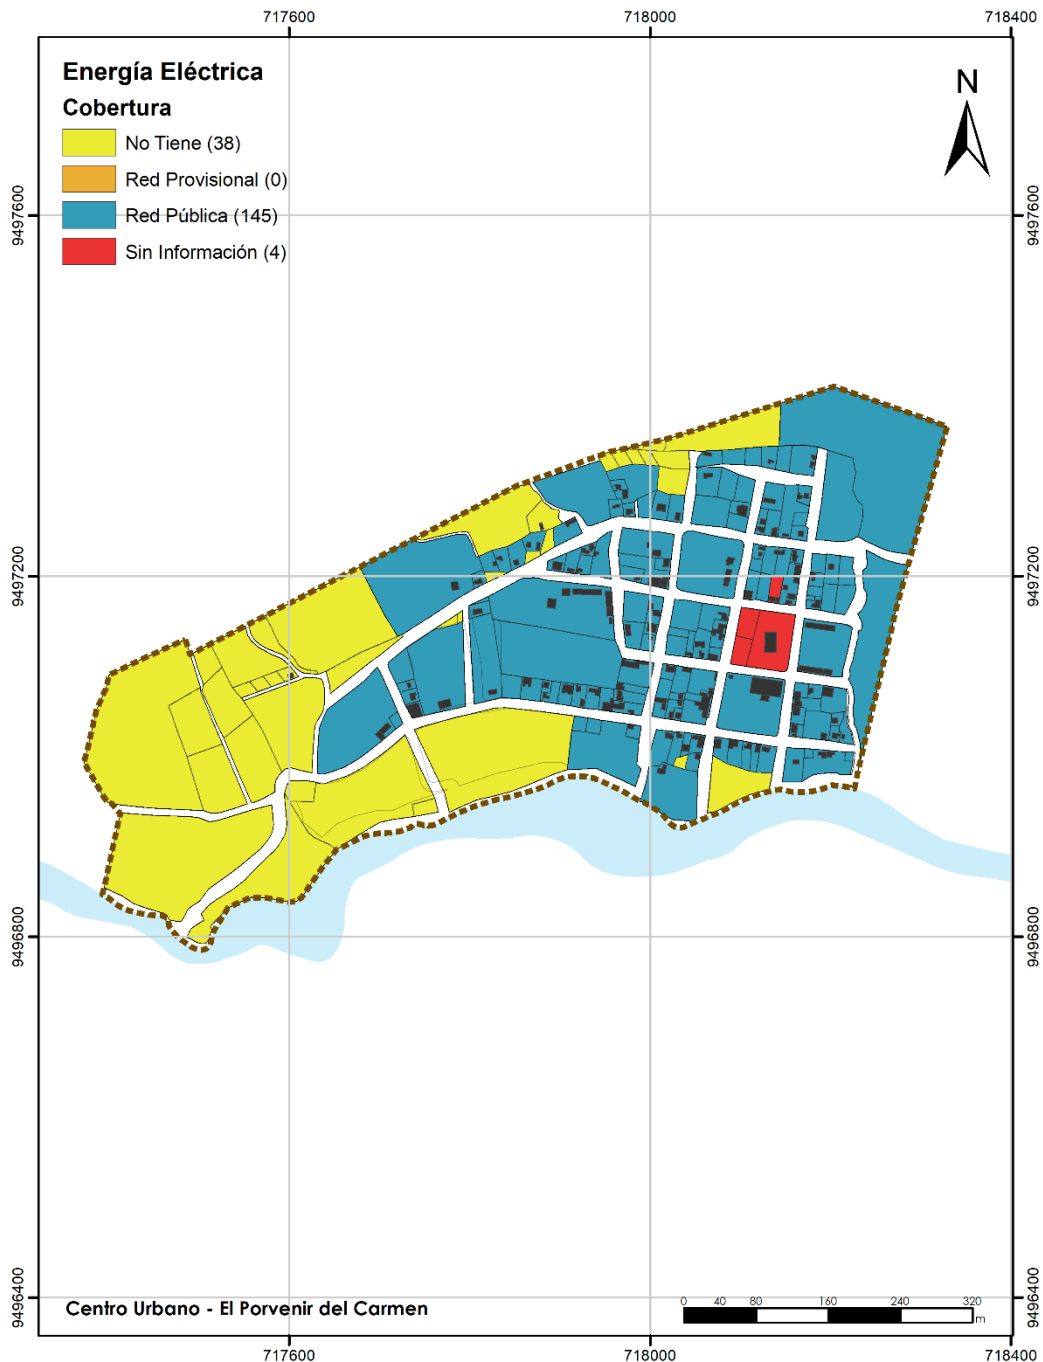 717600 718000 718400
Energía Eléctrica
Cobertura
No Tiene (38)
Red Provisional (0)
Red Pública (145)
Sin Información (4)
N
9497600 9497600
9497200 9497200
9496800 9496800
9496400 9496400
Centro Urbano - El Porvenir del Carmen
0 40 80 160 240 320
m
717600 718000 718400